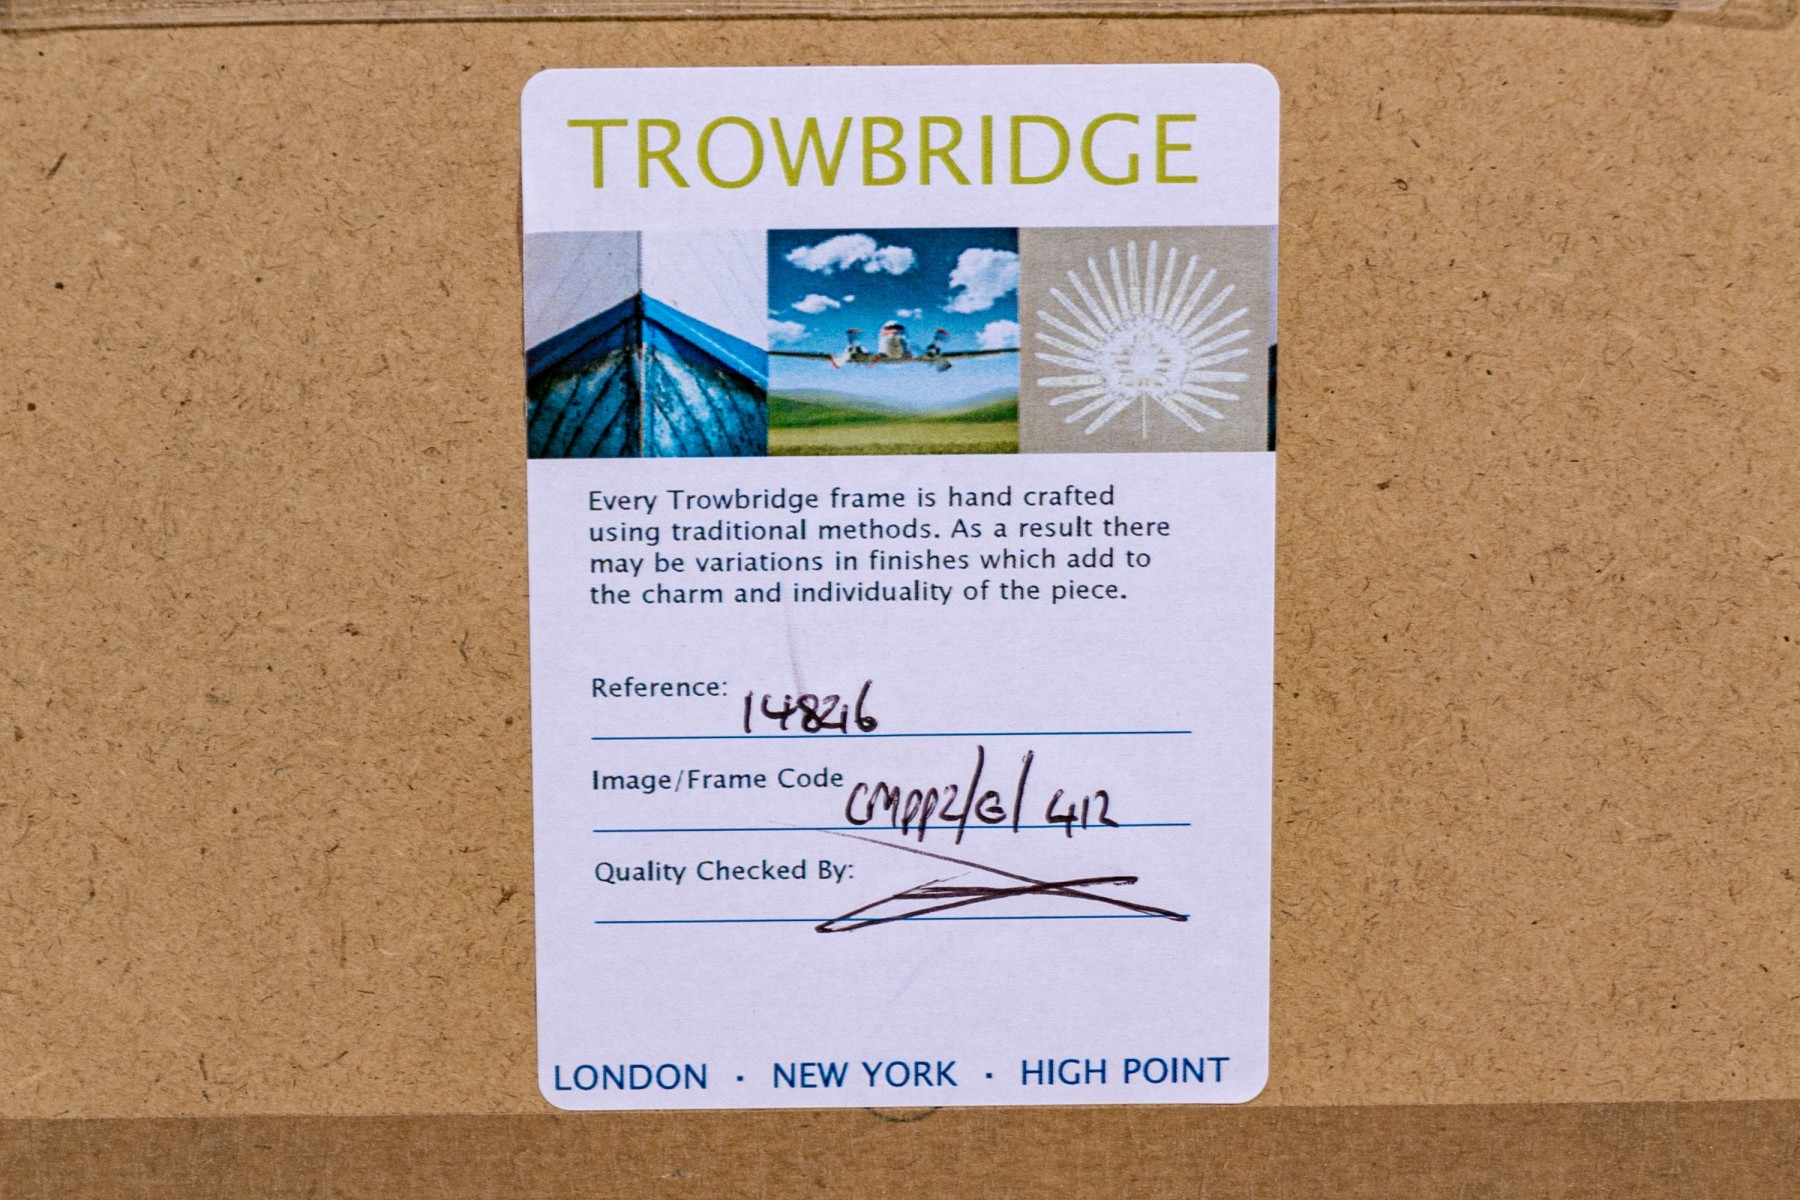 TROWBRIDGE
Every Trowbridge frame is hand crafted
using traditional methods. As a result there
may be variations in finishes which add to
the charm and individuality of the piece.
Reference:
Image/Frame Code CMPP2/G/ 412
Quality Checked By:
LONDON · NEW YORK · HIGH POINT